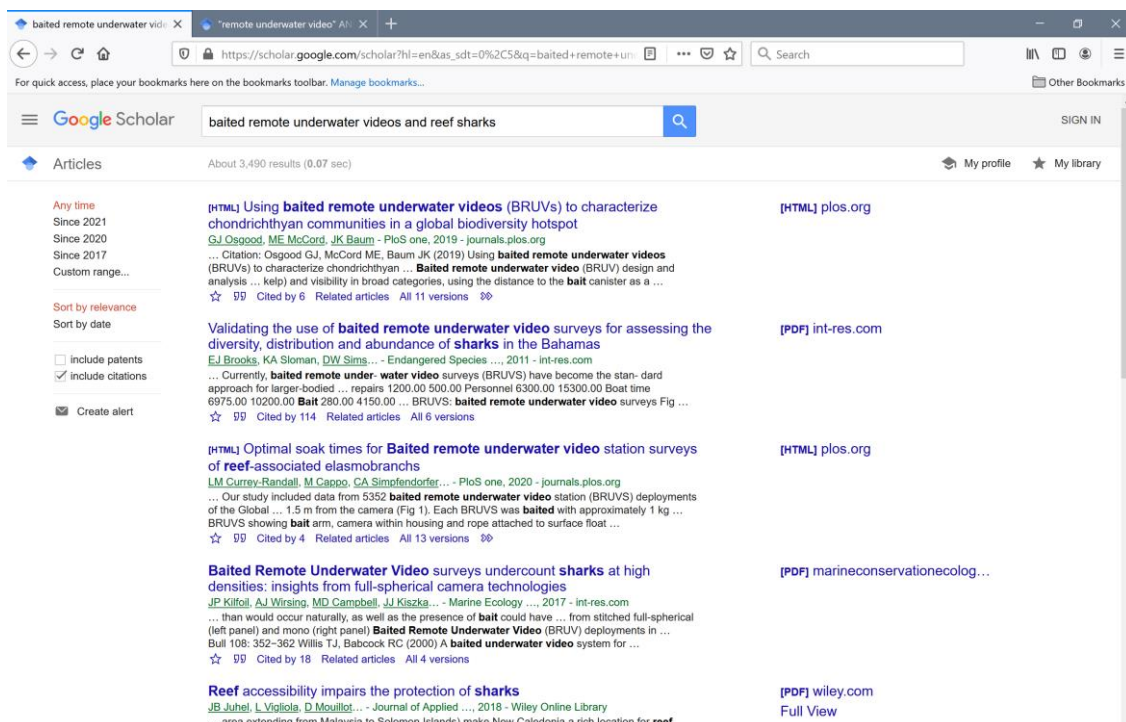 baited remote underwater vide
"remote underwater video" AN
https://scholar.google.com/scholar?hl=en&as_sdt=0%2C5&q=baited+remote+un
Search
For quick access, place your bookmarks here on the bookmarks toolbar. Manage bookmarks...
Other Bookmarks
Google Scholar
baited remote underwater videos and reef sharks
SIGN IN
Articles
About 3,490 results (0.07 sec)
My profile
My library
Any time
Since 2021
Since 2020
Since 2017
Custom range...
Sort by relevance
Sort by date
include patents
include citations
Create alert
[HTML] Using baited remote underwater videos (BRUVs) to characterize
chondrichthyan communities in a global biodiversity hotspot
GJ Osgood, ME McCord, JK Baum - PloS one, 2019 - journals.plos.org
... Citation: Osgood GJ, McCord ME, Baum JK (2019) Using baited remote underwater videos
(BRUVs) to characterize chondrichthyan ... Baited remote underwater video (BRUV) design and
analysis ... kelp) and visibility in broad categories, using the distance to the bait canister as a ...
Cited by 6 Related articles All 11 versions
[HTML] plos.org
Validating the use of baited remote underwater video surveys for assessing the
diversity, distribution and abundance of sharks in the Bahamas
EJ Brooks, KA Sloman, DW Sims... - Endangered Species ..., 2011 - int-res.com
... Currently, baited remote under- water video surveys (BRUVS) have become the stan- dard
approach for larger-bodied ... repairs 1200.00 500.00 Personnel 6300.00 15300.00 Boat time
6975.00 10200.00 Bait 280.00 4150.00 ... BRUVS: baited remote underwater video surveys Fig ...
Cited by 114 Related articles All 6 versions
[PDF] int-res.com
[HTML] Optimal soak times for Baited remote underwater video station surveys
of reef-associated elasmobranchs
LM Currey-Randall, M Cappo, CA Simpfendorfer... - PloS one, 2020 - journals.plos.org
... Our study included data from 5352 baited remote underwater video station (BRUVS) deployments
of the Global ... 1.5 m from the camera (Fig 1). Each BRUVS was baited with approximately 1 kg ...
BRUVS showing bait arm, camera within housing and rope attached to surface float ...
Cited by 4 Related articles All 13 versions
[HTML] plos.org
Baited Remote Underwater Video surveys undercount sharks at high
densities: insights from full-spherical camera technologies
JP Kilfoil, AJ Wirsing, MD Campbell, JJ Kiszka... - Marine Ecology ..., 2017 - int-res.com
... than would occur naturally, as well as the presence of bait could have ... from stitched full-spherical
(left panel) and mono (right panel) Baited Remote Underwater Video (BRUV) deployments in ...
Bull 108: 352–362 Willis TJ, Babcock RC (2000) A baited underwater video system for ...
Cited by 18 Related articles All 4 versions
[PDF] marineconservationecolog...
Reef accessibility impairs the protection of sharks
JB Juhel, L Vigliola, D Mouillot... - Journal of Applied ..., 2018 - Wiley Online Library
... area extending from Malaysia to Solomon Islands) make New Caledonia a rich location for reef
[PDF] wiley.com
Full View